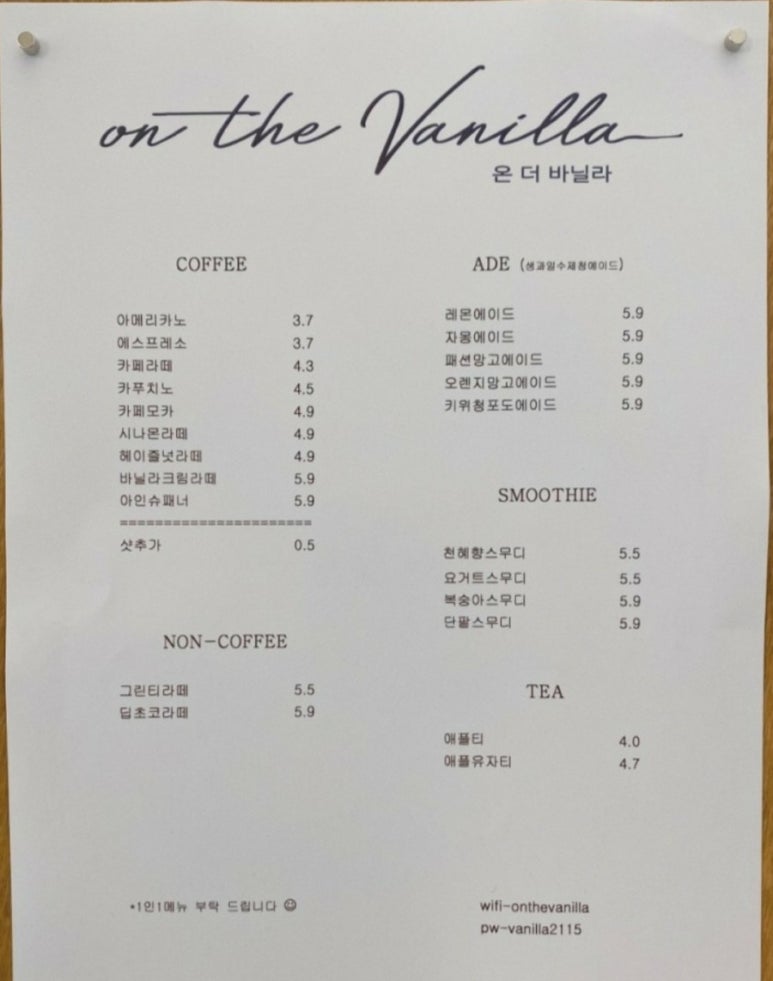 on the Vanilla
온 더 바닐라
COFFEE
아메리카노 3.7
에스프레소 3.7
카페라떼 4.3
카푸치노 4.5
카페모카 4.9
시나몬라떼 4.9
헤이즐넛라떼 4.9
바닐라크림라떼 5.9
아인슈패너 5.9
======================
샷추가 0.5
NON-COFFEE
그린티라떼 5.5
딥초코라떼 5.9
ADE (생과일수제청에이드)
레몬에이드 5.9
자몽에이드 5.9
패션망고에이드 5.9
오렌지망고에이드 5.9
키위청포도에이드 5.9
SMOOTHIE
천혜향스무디 5.5
요거트스무디 5.5
복숭아스무디 5.9
단팥스무디 5.9
TEA
애플티 4.0
애플유자티 4.7
*1인1메뉴 부탁 드립니다 ☺
wifi-onthevanilla
pw-vanilla2115